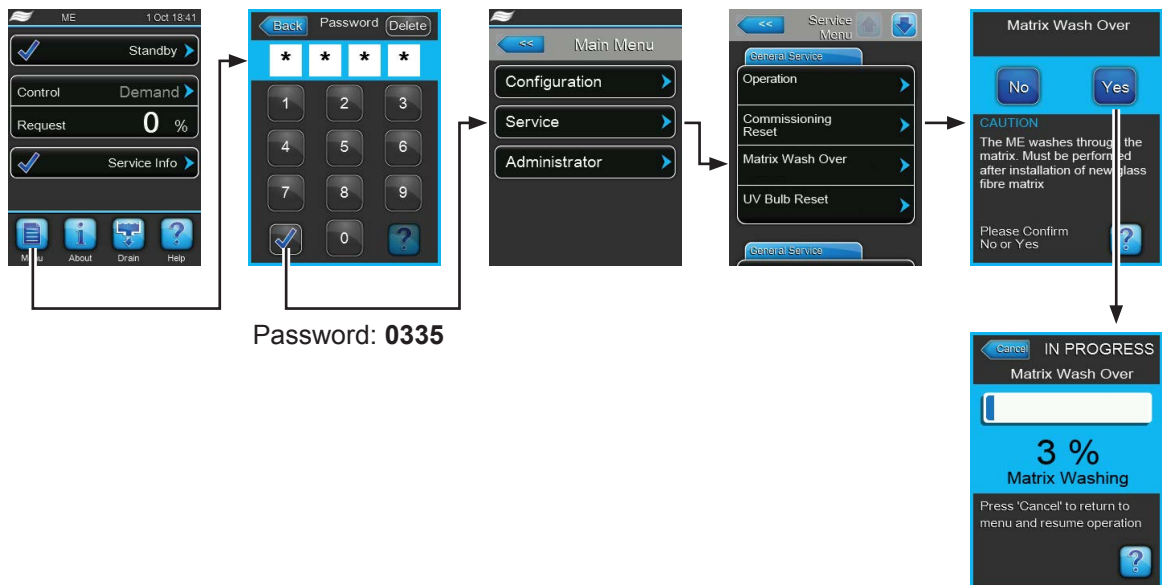 ME 1 Oct 18:41
Standby
Control Demand
Request 0 %
Service Info
Menu About Drain Help
Back Password Delete
* * * *
1 2 3
4 5 6
7 8 9
0 ?
Password: 0335
<< Main Menu
Configuration
Service
Administrator
<< Service
Menu
General Service
Operation
Commissioning
Reset
Matrix Wash Over
UV Bulb Reset
General Service
Matrix Wash Over
No Yes
CAUTION
The ME washes through the
matrix. Must be performed
after installation of new glass
fibre matrix
Please Confirm
No or Yes
?
Cancel IN PROGRESS
Matrix Wash Over
3 %
Matrix Washing
Press 'Cancel' to return to
menu and resume operation
?